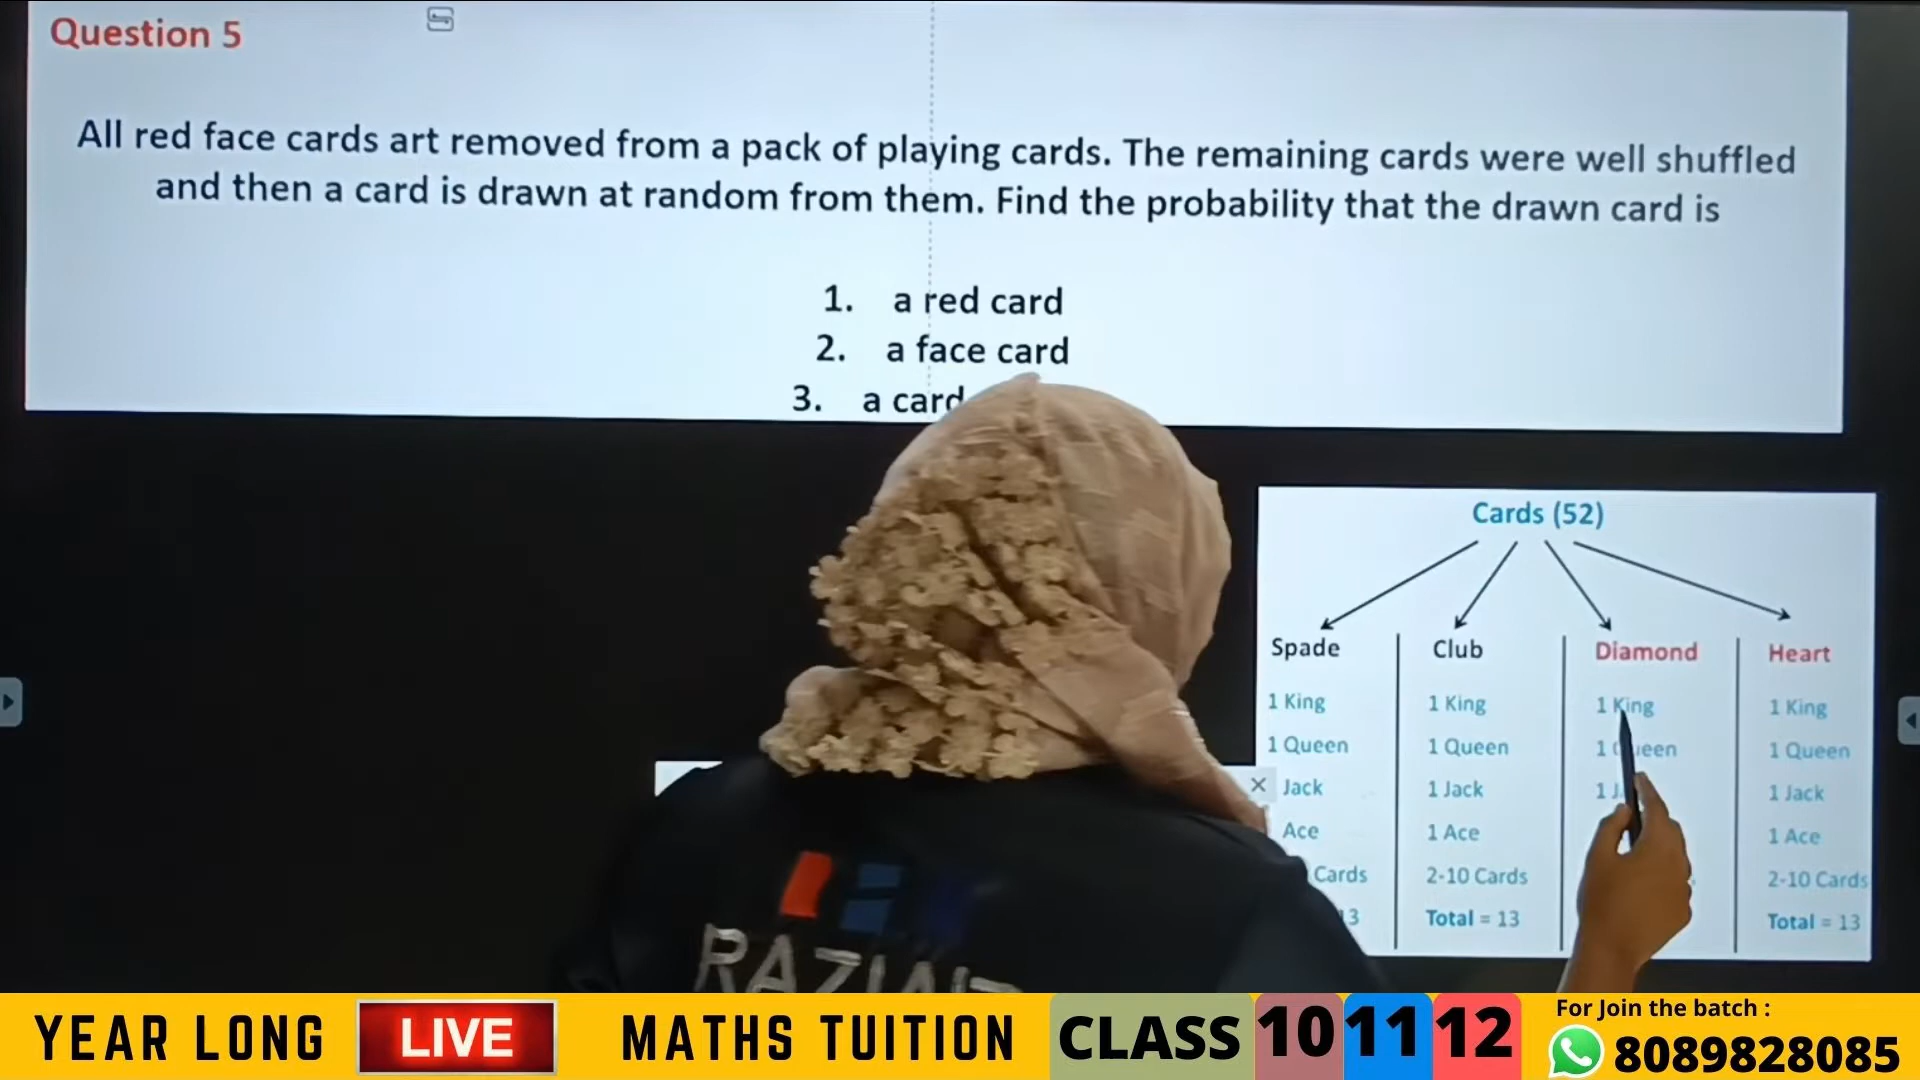 Question 5
All red face cards art removed from a pack of playing cards. The remaining cards were well shuffled
and then a card is drawn at random from them. Find the probability that the drawn card is
1. a red card
2. a face card
3. a card
Cards (52)
Spade
1 King
1 Queen
Jack
Ace
Cards
3
Club
1 King
1 Queen
1 Jack
1 Ace
2-10 Cards
Total = 13
Diamond
1 King
1 Queen
1 J
Heart
1 King
1 Queen
1 Jack
1 Ace
2-10 Cards
Total = 13
YEAR LONG LIVE MATHS TUITION CLASS 10 11 12
For Join the batch :
8089828085